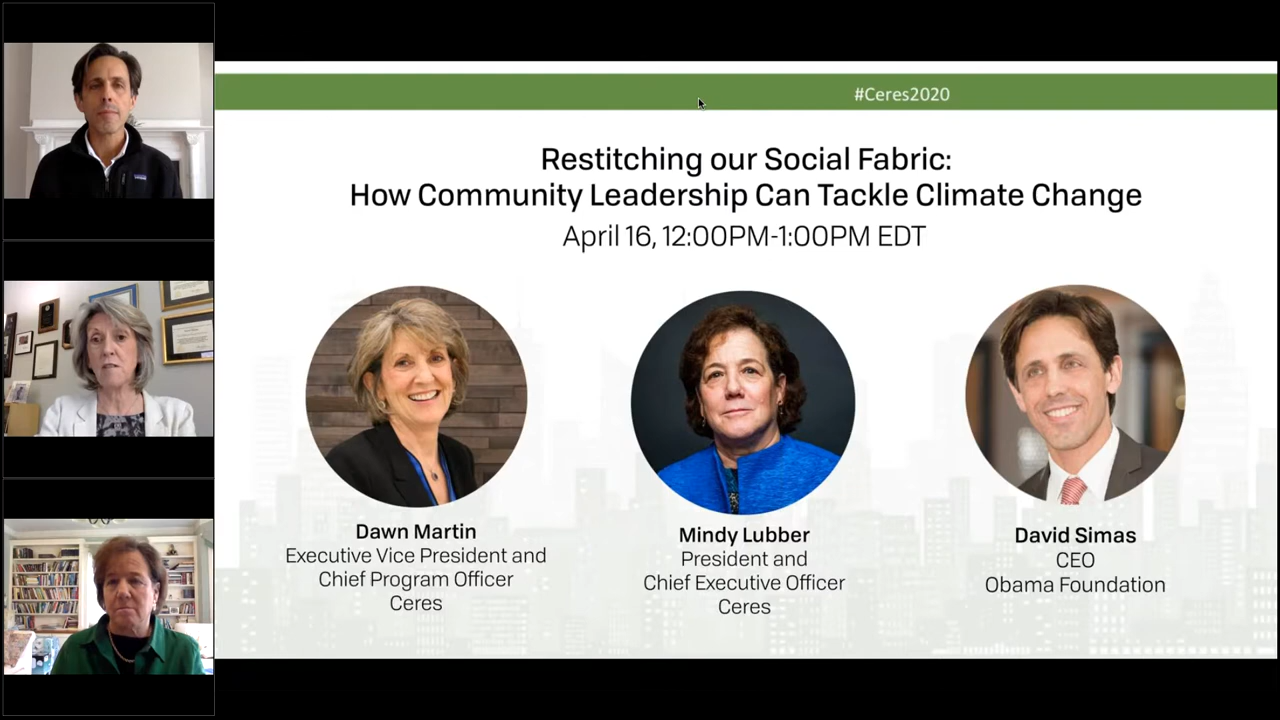 #Ceres2020
Restitching our Social Fabric:
How Community Leadership Can Tackle Climate Change
April 16, 12:00PM-1:00PM EDT
Dawn Martin
Executive Vice President and
Chief Program Officer
Ceres
Mindy Lubber
President and
Chief Executive Officer
Ceres
David Simas
CEO
Obama Foundation